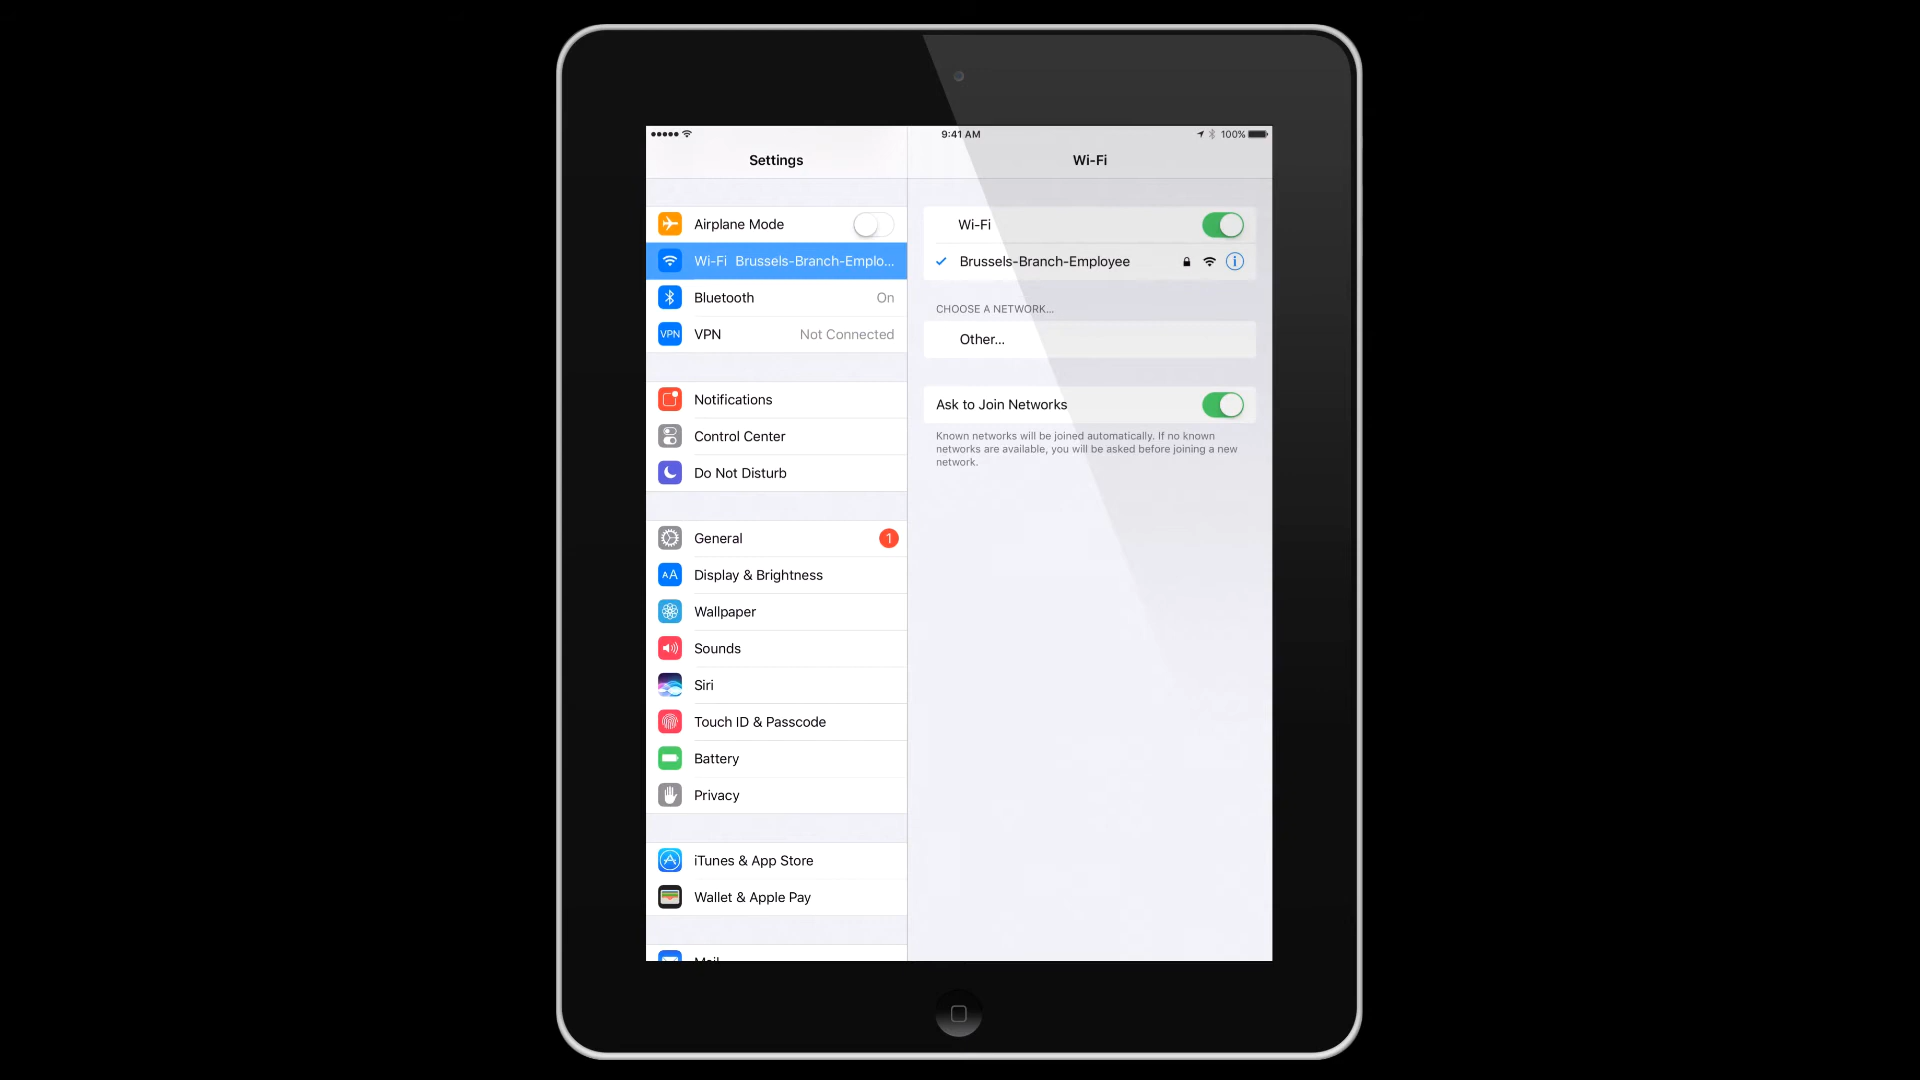 9:41 AM
100%
Settings
Wi-Fi
Airplane Mode
Wi-Fi Brussels-Branch-Emplo...
Bluetooth On
VPN VPN Not Connected
Notifications
Control Center
Do Not Disturb
General 1
AA Display & Brightness
Wallpaper
Sounds
Siri
Touch ID & Passcode
Battery
Privacy
iTunes & App Store
Wallet & Apple Pay
Mail
Wi-Fi
Brussels-Branch-Employee
CHOOSE A NETWORK...
Other...
Ask to Join Networks
Known networks will be joined automatically. If no known
networks are available, you will be asked before joining a new
network.